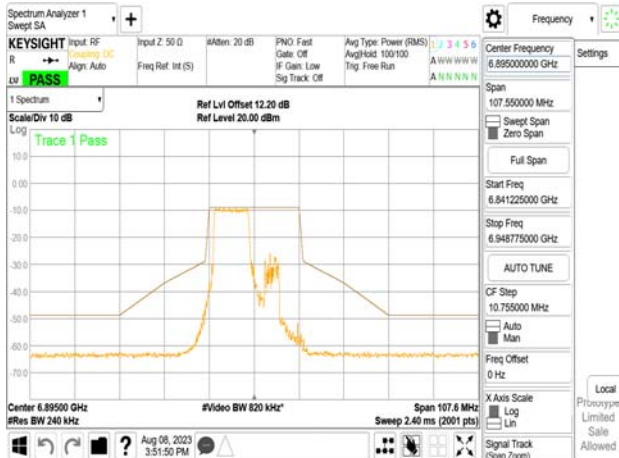 Spectrum Analyzer 1
Swept SA
+
Frequency
KEYSIGHT
R
LXI
PASS
Input: RF
Coupling: DC
Align: Auto
Input Z: 50 Ω
Freq Ref: Int (S)
#Atten: 20 dB
PNO: Fast
Gate: Off
IF Gain: Low
Sig Track: Off
Avg Type: Power (RMS)
Avg|Hold: 100/100
Trig: Free Run
1 2 3 4 5 6
A W W W W W
A N N N N N
1 Spectrum
Scale/Div 10 dB
Log
Ref Lvl Offset 12.20 dB
Ref Level 20.00 dBm
Trace 1 Pass
10.0
0.00
-10.0
-20.0
-30.0
-40.0
-50.0
-60.0
-70.0
Center 6.89500 GHz
#Res BW 240 kHz
#Video BW 820 kHz*
Span 107.6 MHz
Sweep 2.40 ms (2001 pts)
Aug 08, 2023
3:51:50 PM
?
Center Frequency
6.895000000 GHz
Span
107.550000 MHz
Swept Span
Zero Span
Full Span
Start Freq
6.841225000 GHz
Stop Freq
6.948775000 GHz
AUTO TUNE
CF Step
10.755000 MHz
Auto
Man
Freq Offset
0 Hz
X Axis Scale
Log
Lin
Signal Track
(Span Zoom)
Settings
Local
Prototype
Limited
Sale
Allowed